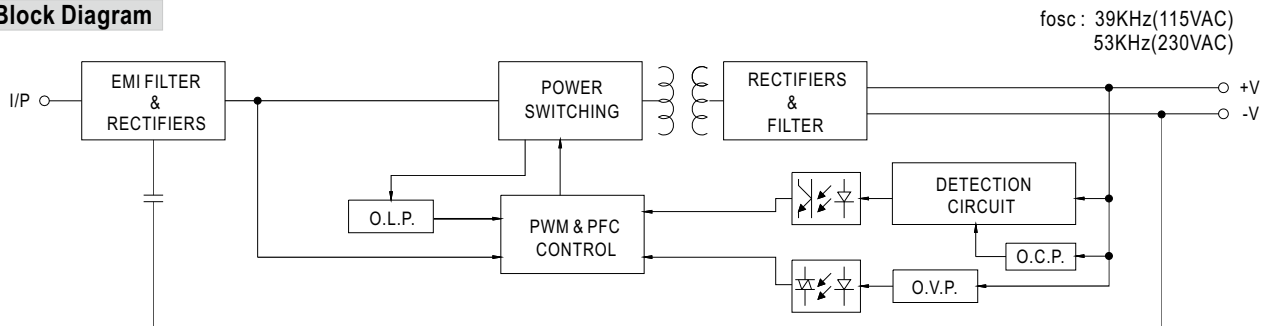 Block Diagram
fosc : 39KHz(115VAC)
53KHz(230VAC)
I/P
EMI FILTER
&
RECTIFIERS
POWER
SWITCHING
RECTIFIERS
&
FILTER
+V
-V
O.L.P.
PWM & PFC
CONTROL
DETECTION
CIRCUIT
O.C.P.
O.V.P.